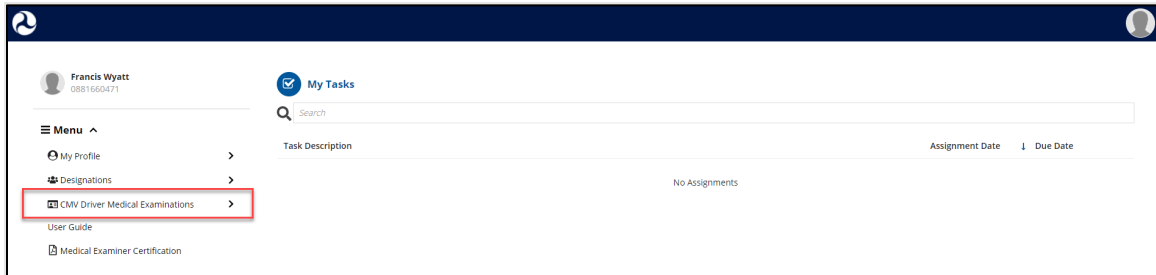 Francis Wyatt
0881660471
Menu
My Profile
Designations
CMV Driver Medical Examinations
User Guide
Medical Examiner Certification
My Tasks
Search
Task Description Assignment Date Due Date
No Assignments